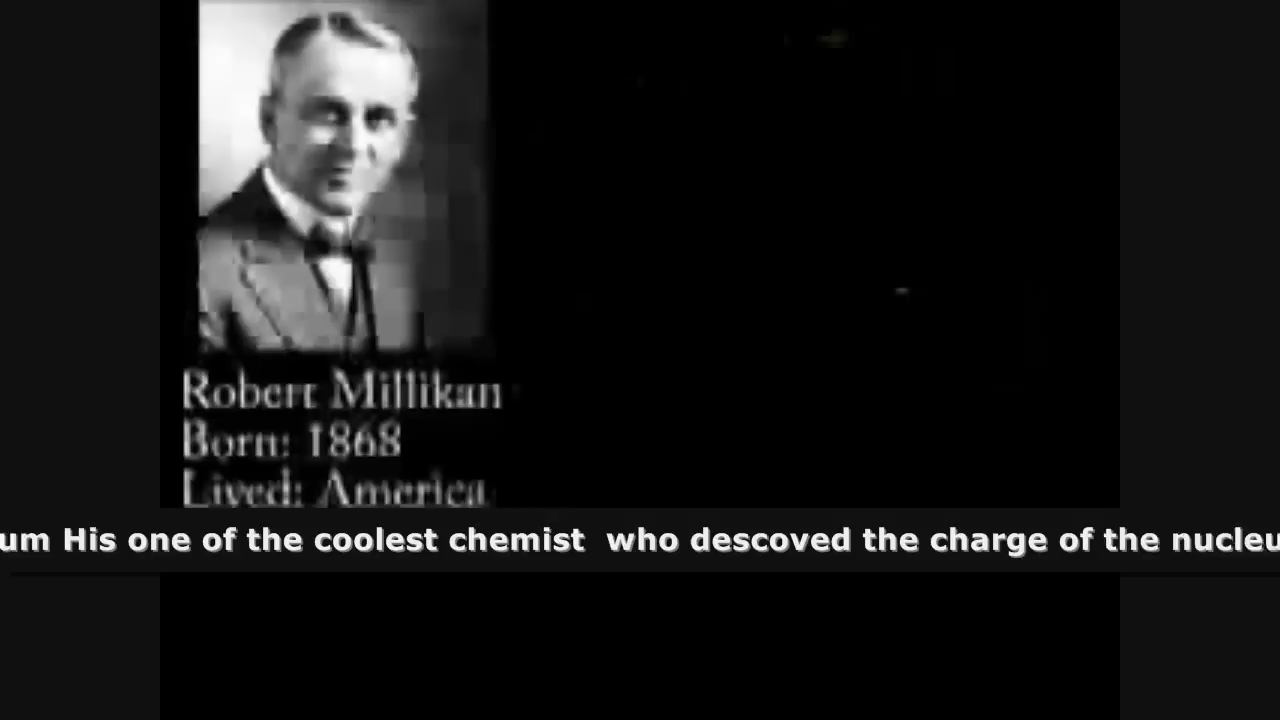 Robert Millikan
Born: 1868
Lived: America
um His one of the coolest chemist who descoved the charge of the nucleu